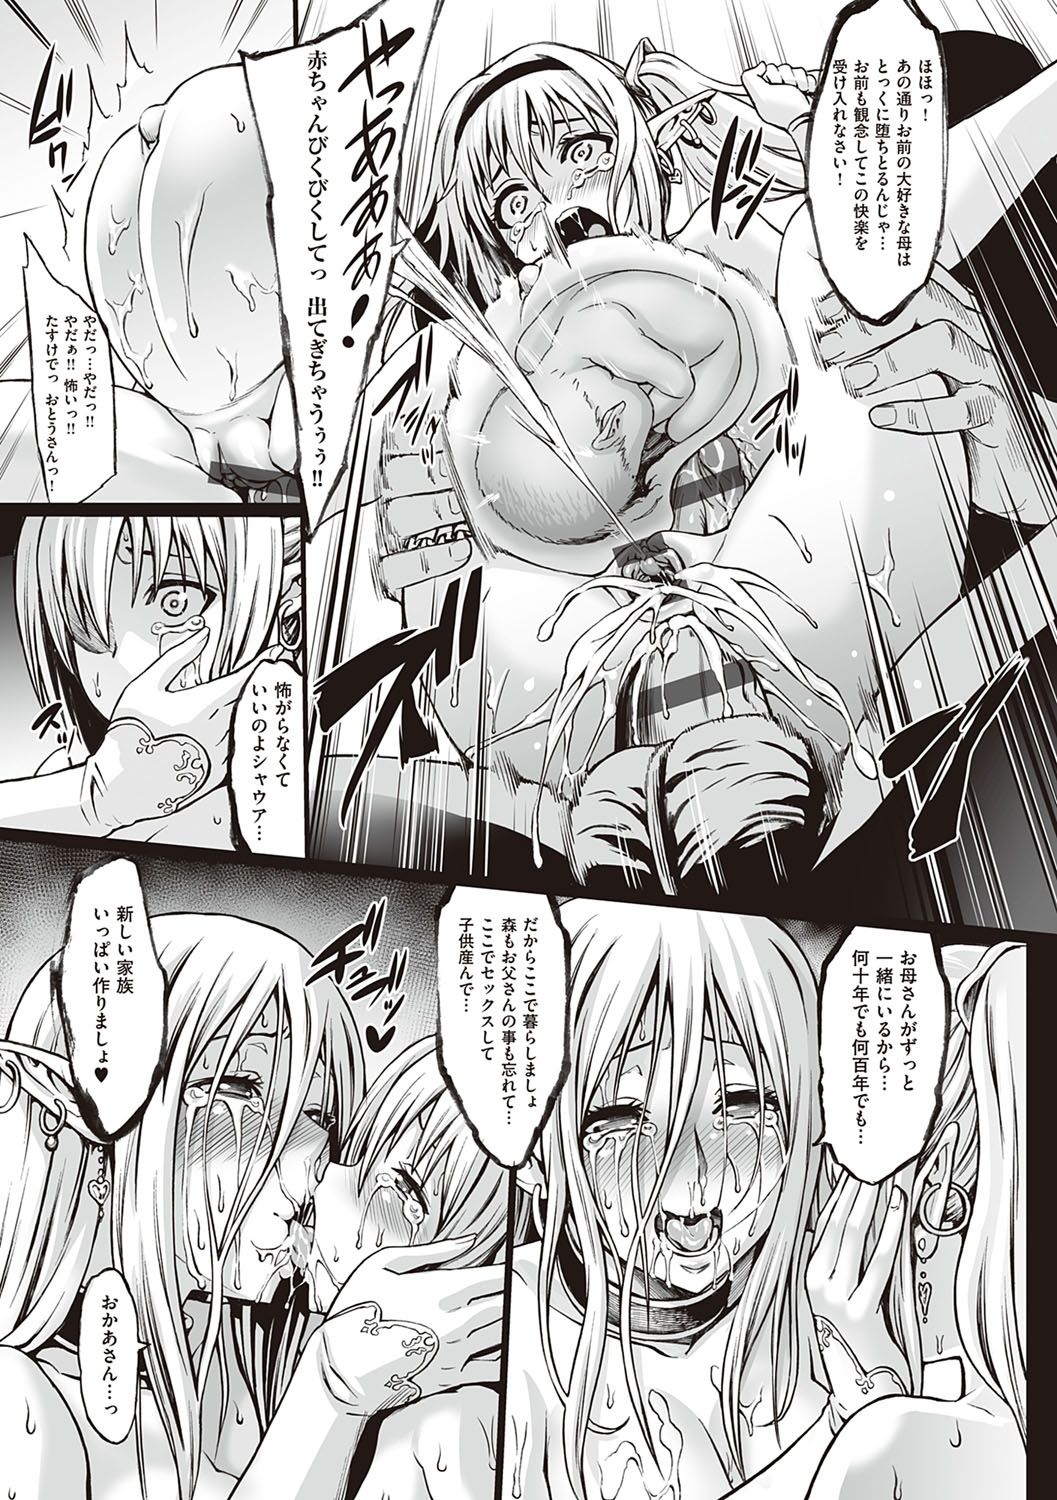 ほほっ！
あの通りお前の大好きな母は
とっくに堕ちとるんじゃ…
お前も観念してこの快楽を
受け入れなさい！
やっあああぁ
赤ちゃんびくびくしてっ 出てぎちゃうぅぅ!!
やだっ…やだっ!!
やだぁ!! 怖いっ!!
たすけでっ おとうさんっ！
怖がらなくて
いいのよシャウア…
お母さんがずっと
一緒にいるから…
何十年でも何百年でも…
だからここで暮らしましょ
森もお父さんの事も忘れて…
ここでセックスして
子供産んで…
新しい家族
いっぱい作りましょ♥
おかあさん…っ